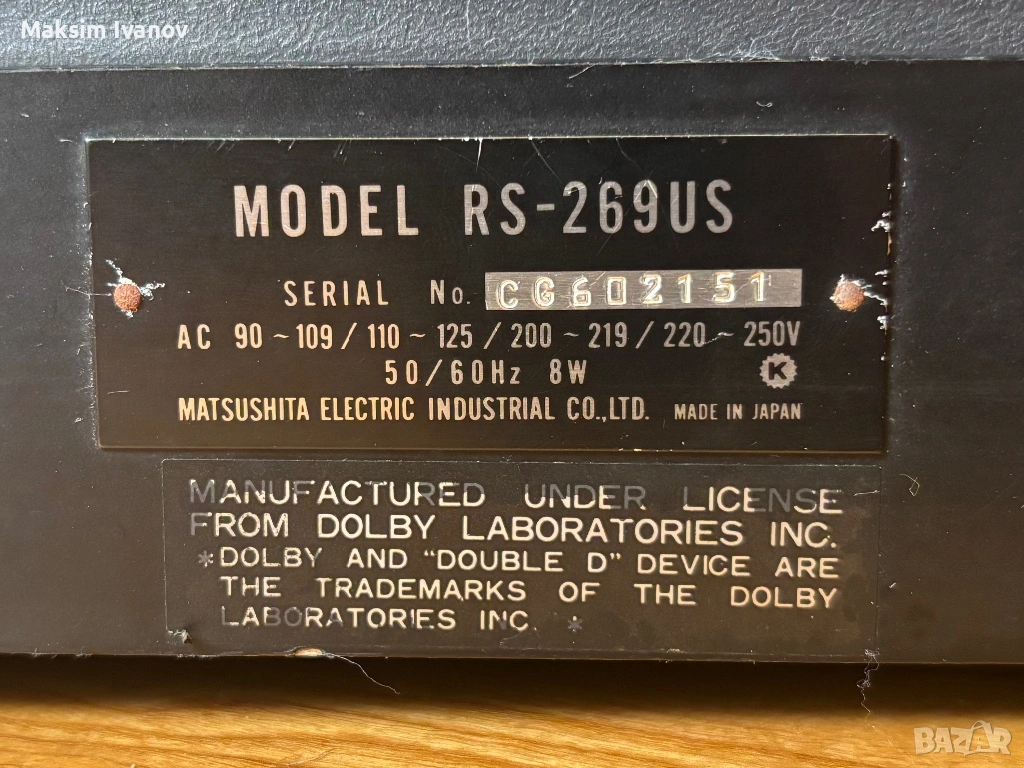 Maksim Ivanov
MODEL RS-269US
SERIAL No. CG602151
AC 90~109/110~125/200~219/220~250V
50/60Hz 8W
K
MATSUSHITA ELECTRIC INDUSTRIAL CO.,LTD. MADE IN JAPAN
MANUFACTURED UNDER LICENSE
FROM DOLBY LABORATORIES INC.
*DOLBY AND "DOUBLE D" DEVICE ARE
THE TRADEMARKS OF THE DOLBY
LABORATORIES INC. *
BAZAR